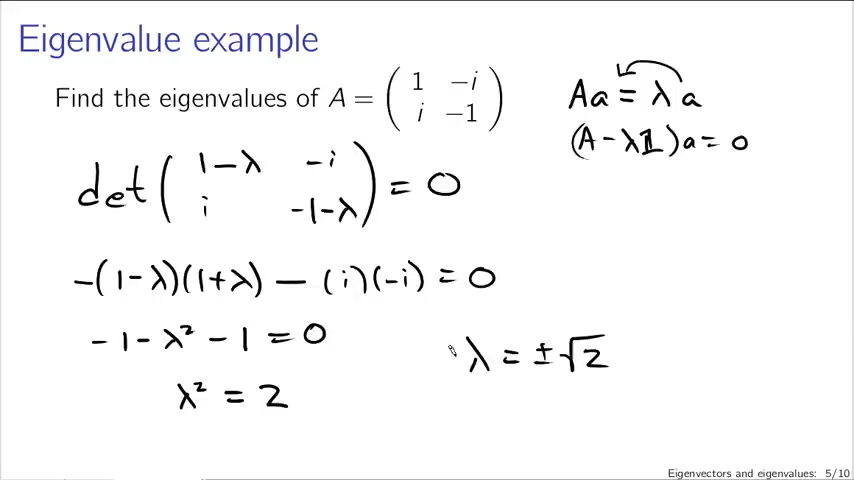 Eigenvalue example
Find the eigenvalues of A = ( 1 −i
i −1 )
Aa = λa
(A − λ𝟙)a = 0
det( 1−λ −i
i -1-λ ) = 0
-(1-λ)(1+λ) − (i)(-i) = 0
-1-λ² -1 = 0
λ = ±√2
λ² = 2
Eigenvectors and eigenvalues: 5/10